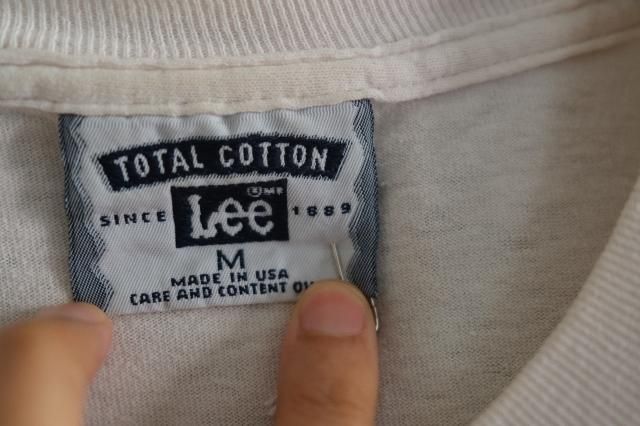 TOTAL COTTON
Lee
SINCE 1889
M
MADE IN USA
CARE AND CONTENT